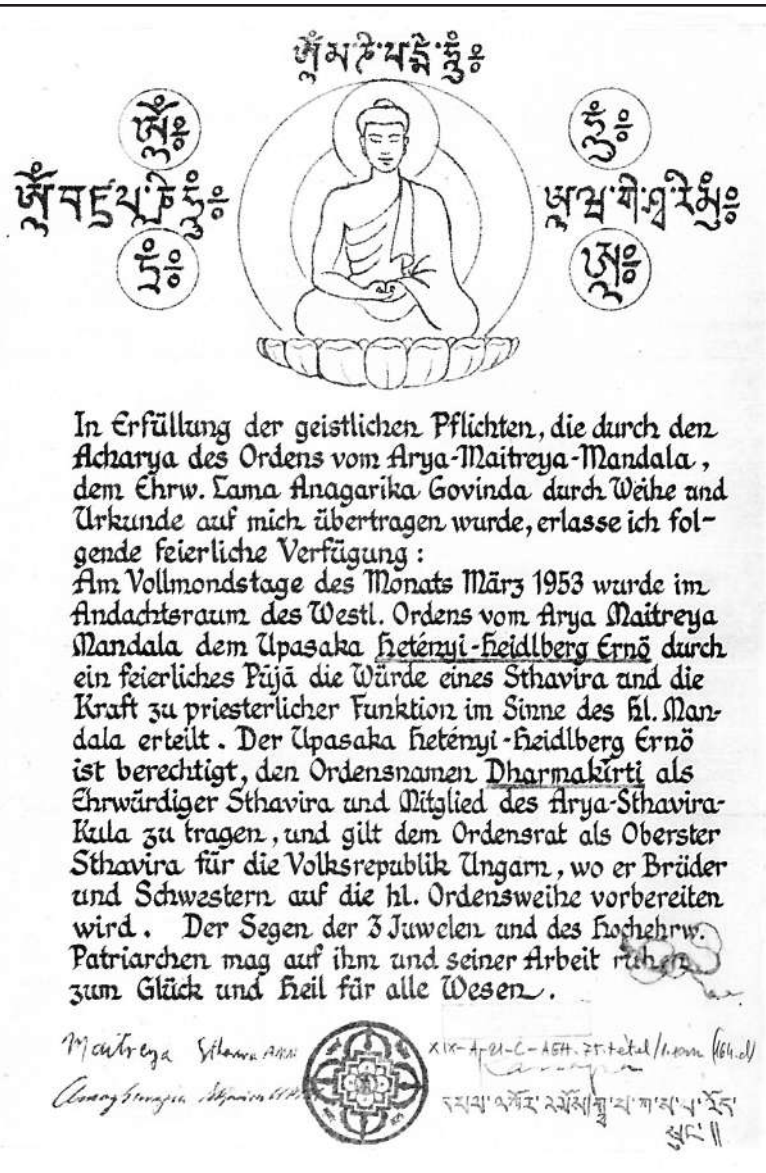 ཨོཾ་མ་ཎི་པདྨེ་ཧཱུྃ༔
ཨོཾ༔
ཧཱུྃ༔
ཨཱཿ
In Erfüllung der geistlichen Pflichten, die durch den
Acharya des Ordens vom Arya-Maitreya-Mandala,
dem Ehrw. Lama Anagarika Govinda durch Weihe und
Urkunde auf mich übertragen wurde, erlasse ich fol-
gende feierliche Verfügung :
Am Vollmondstage des Monats März 1953 wurde im
Andachtsraum des Westl. Ordens vom Arya Maitreya
Mandala dem Upasaka Hetényi-Heidlberg Ernő durch
ein feierliches Pūjā die Würde eines Sthavira und die
Kraft zu priesterlicher Funktion im Sinne des hl. Man-
dala erteilt. Der Upasaka Hetényi-Heidlberg Ernő
ist berechtigt, den Ordensnamen Dharmakīrti als
Ehrwürdiger Sthavira und Mitglied des Arya-Sthavira-
Kula zu tragen, und gilt dem Ordensrat als Oberster
Sthavira für die Volksrepublik Ungarn, wo er Brüder
und Schwestern auf die hl. Ordensweihe vorbereiten
wird. Der Segen der 3 Juwelen und des Hochehrw.
Patriarchen mag auf ihm und seiner Arbeit ruhen
zum Glück und Heil für alle Wesen.
Maitreya
XIX-A-21-C